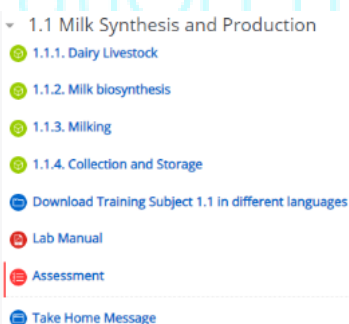 1.1 Milk Synthesis and Production
1.1.1. Dairy Livestock
1.1.2. Milk biosynthesis
1.1.3. Milking
1.1.4. Collection and Storage
Download Training Subject 1.1 in different languages
Lab Manual
Assessment
Take Home Message